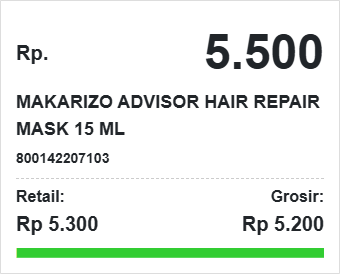 Rp. 5.500
MAKARIZO ADVISOR HAIR REPAIR
MASK 15 ML
800142207103
Retail: Grosir:
Rp 5.300 Rp 5.200